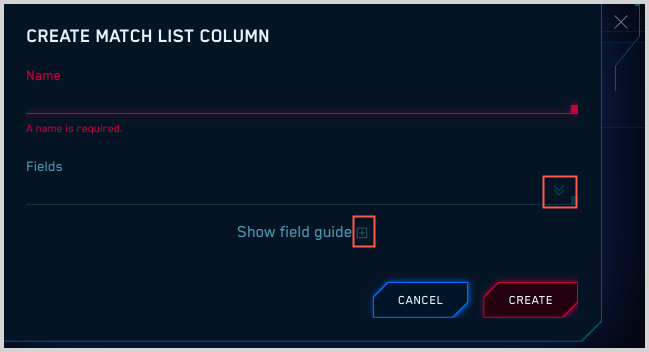 CREATE MATCH LIST COLUMN
Name
A name is required.
Fields
Show field guide
CANCEL
CREATE